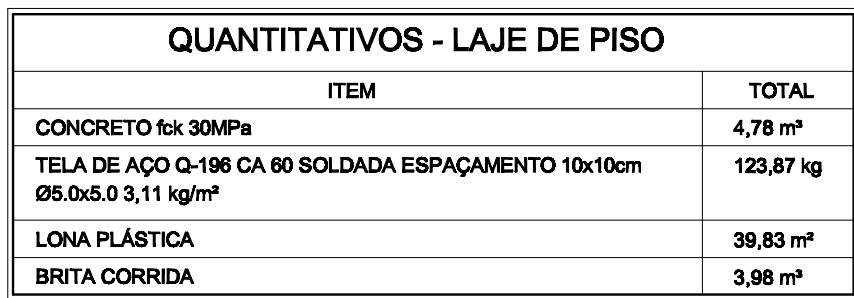 QUANTITATIVOS - LAJE DE PISO
ITEM TOTAL
CONCRETO fck 30MPa 4,78 m³
TELA DE AÇO Q-196 CA 60 SOLDADA ESPAÇAMENTO 10x10cm 123,87 kg
Ø5.0x5.0 3,11 kg/m²
LONA PLÁSTICA 39,83 m²
BRITA CORRIDA 3,98 m³